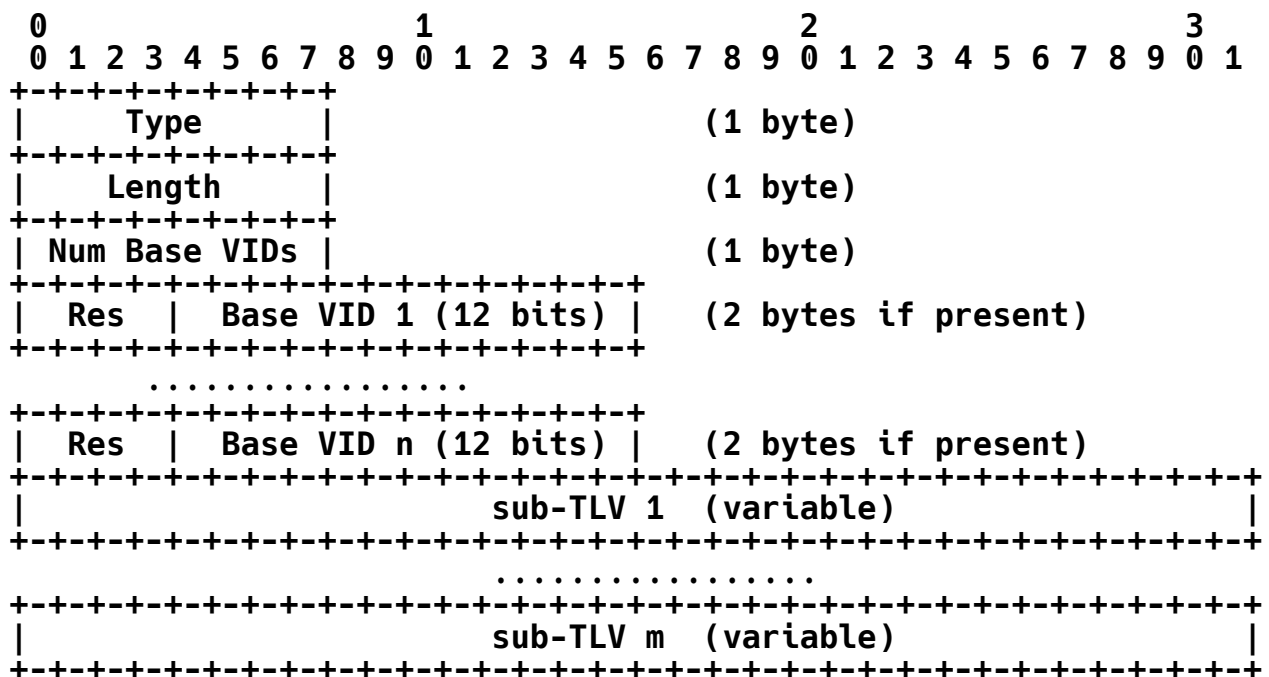 0                   1                   2                   3
 0 1 2 3 4 5 6 7 8 9 0 1 2 3 4 5 6 7 8 9 0 1 2 3 4 5 6 7 8 9 0 1
+-+-+-+-+-+-+-+-+
|     Type      |                   (1 byte)
+-+-+-+-+-+-+-+-+
|    Length     |                   (1 byte)
+-+-+-+-+-+-+-+-+
| Num Base VIDs |                   (1 byte)
+-+-+-+-+-+-+-+-+-+-+-+-+-+-+-+-+
|  Res  |  Base VID 1 (12 bits) |   (2 bytes if present)
+-+-+-+-+-+-+-+-+-+-+-+-+-+-+-+-+
       .................
+-+-+-+-+-+-+-+-+-+-+-+-+-+-+-+-+
|  Res  |  Base VID n (12 bits) |   (2 bytes if present)
+-+-+-+-+-+-+-+-+-+-+-+-+-+-+-+-+-+-+-+-+-+-+-+-+-+-+-+-+-+-+-+-+
|                        sub-TLV 1  (variable)                  |
+-+-+-+-+-+-+-+-+-+-+-+-+-+-+-+-+-+-+-+-+-+-+-+-+-+-+-+-+-+-+-+-+
                         .................
+-+-+-+-+-+-+-+-+-+-+-+-+-+-+-+-+-+-+-+-+-+-+-+-+-+-+-+-+-+-+-+-+
|                        sub-TLV m  (variable)                  |
+-+-+-+-+-+-+-+-+-+-+-+-+-+-+-+-+-+-+-+-+-+-+-+-+-+-+-+-+-+-+-+-+